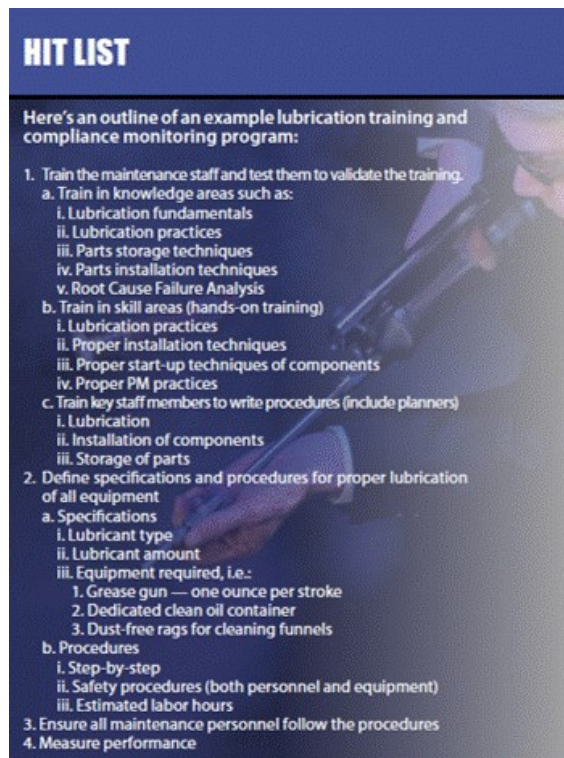 HIT LIST
Here's an outline of an example lubrication training and
compliance monitoring program:
1. Train the maintenance staff and test them to validate the training.
a. Train in knowledge areas such as:
i. Lubrication fundamentals
ii. Lubrication practices
iii. Parts storage techniques
iv. Parts installation techniques
v. Root Cause Failure Analysis
b. Train in skill areas (hands-on training)
i. Lubrication practices
ii. Proper installation techniques
iii. Proper start-up techniques of components
iv. Proper PM practices
c. Train key staff members to write procedures (include planners)
i. Lubrication
ii. Installation of components
iii. Storage of parts
2. Define specifications and procedures for proper lubrication
of all equipment
a. Specifications
i. Lubricant type
ii. Lubricant amount
iii. Equipment required, i.e.:
1. Grease gun — one ounce per stroke
2. Dedicated clean oil container
3. Dust-free rags for cleaning funnels
b. Procedures
i. Step-by-step
ii. Safety procedures (both personnel and equipment)
iii. Estimated labor hours
3. Ensure all maintenance personnel follow the procedures
4. Measure performance